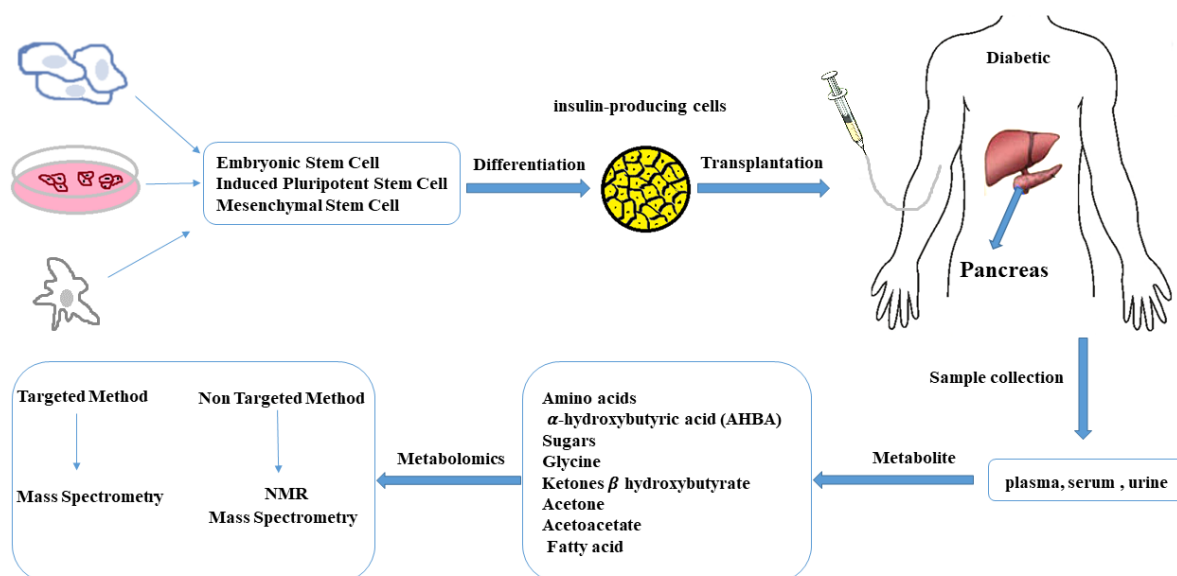 Diabetic
insulin-producing cells
Embryonic Stem Cell
Induced Pluripotent Stem Cell
Mesenchymal Stem Cell
Differentiation
Transplantation
Pancreas
Sample collection
plasma, serum , urine
Metabolite
Amino acids
α-hydroxybutyric acid (AHBA)
Sugars
Glycine
Ketones β hydroxybutyrate
Acetone
Acetoacetate
Fatty acid
Metabolomics
Targeted Method
Mass Spectrometry
Non Targeted Method
NMR
Mass Spectrometry